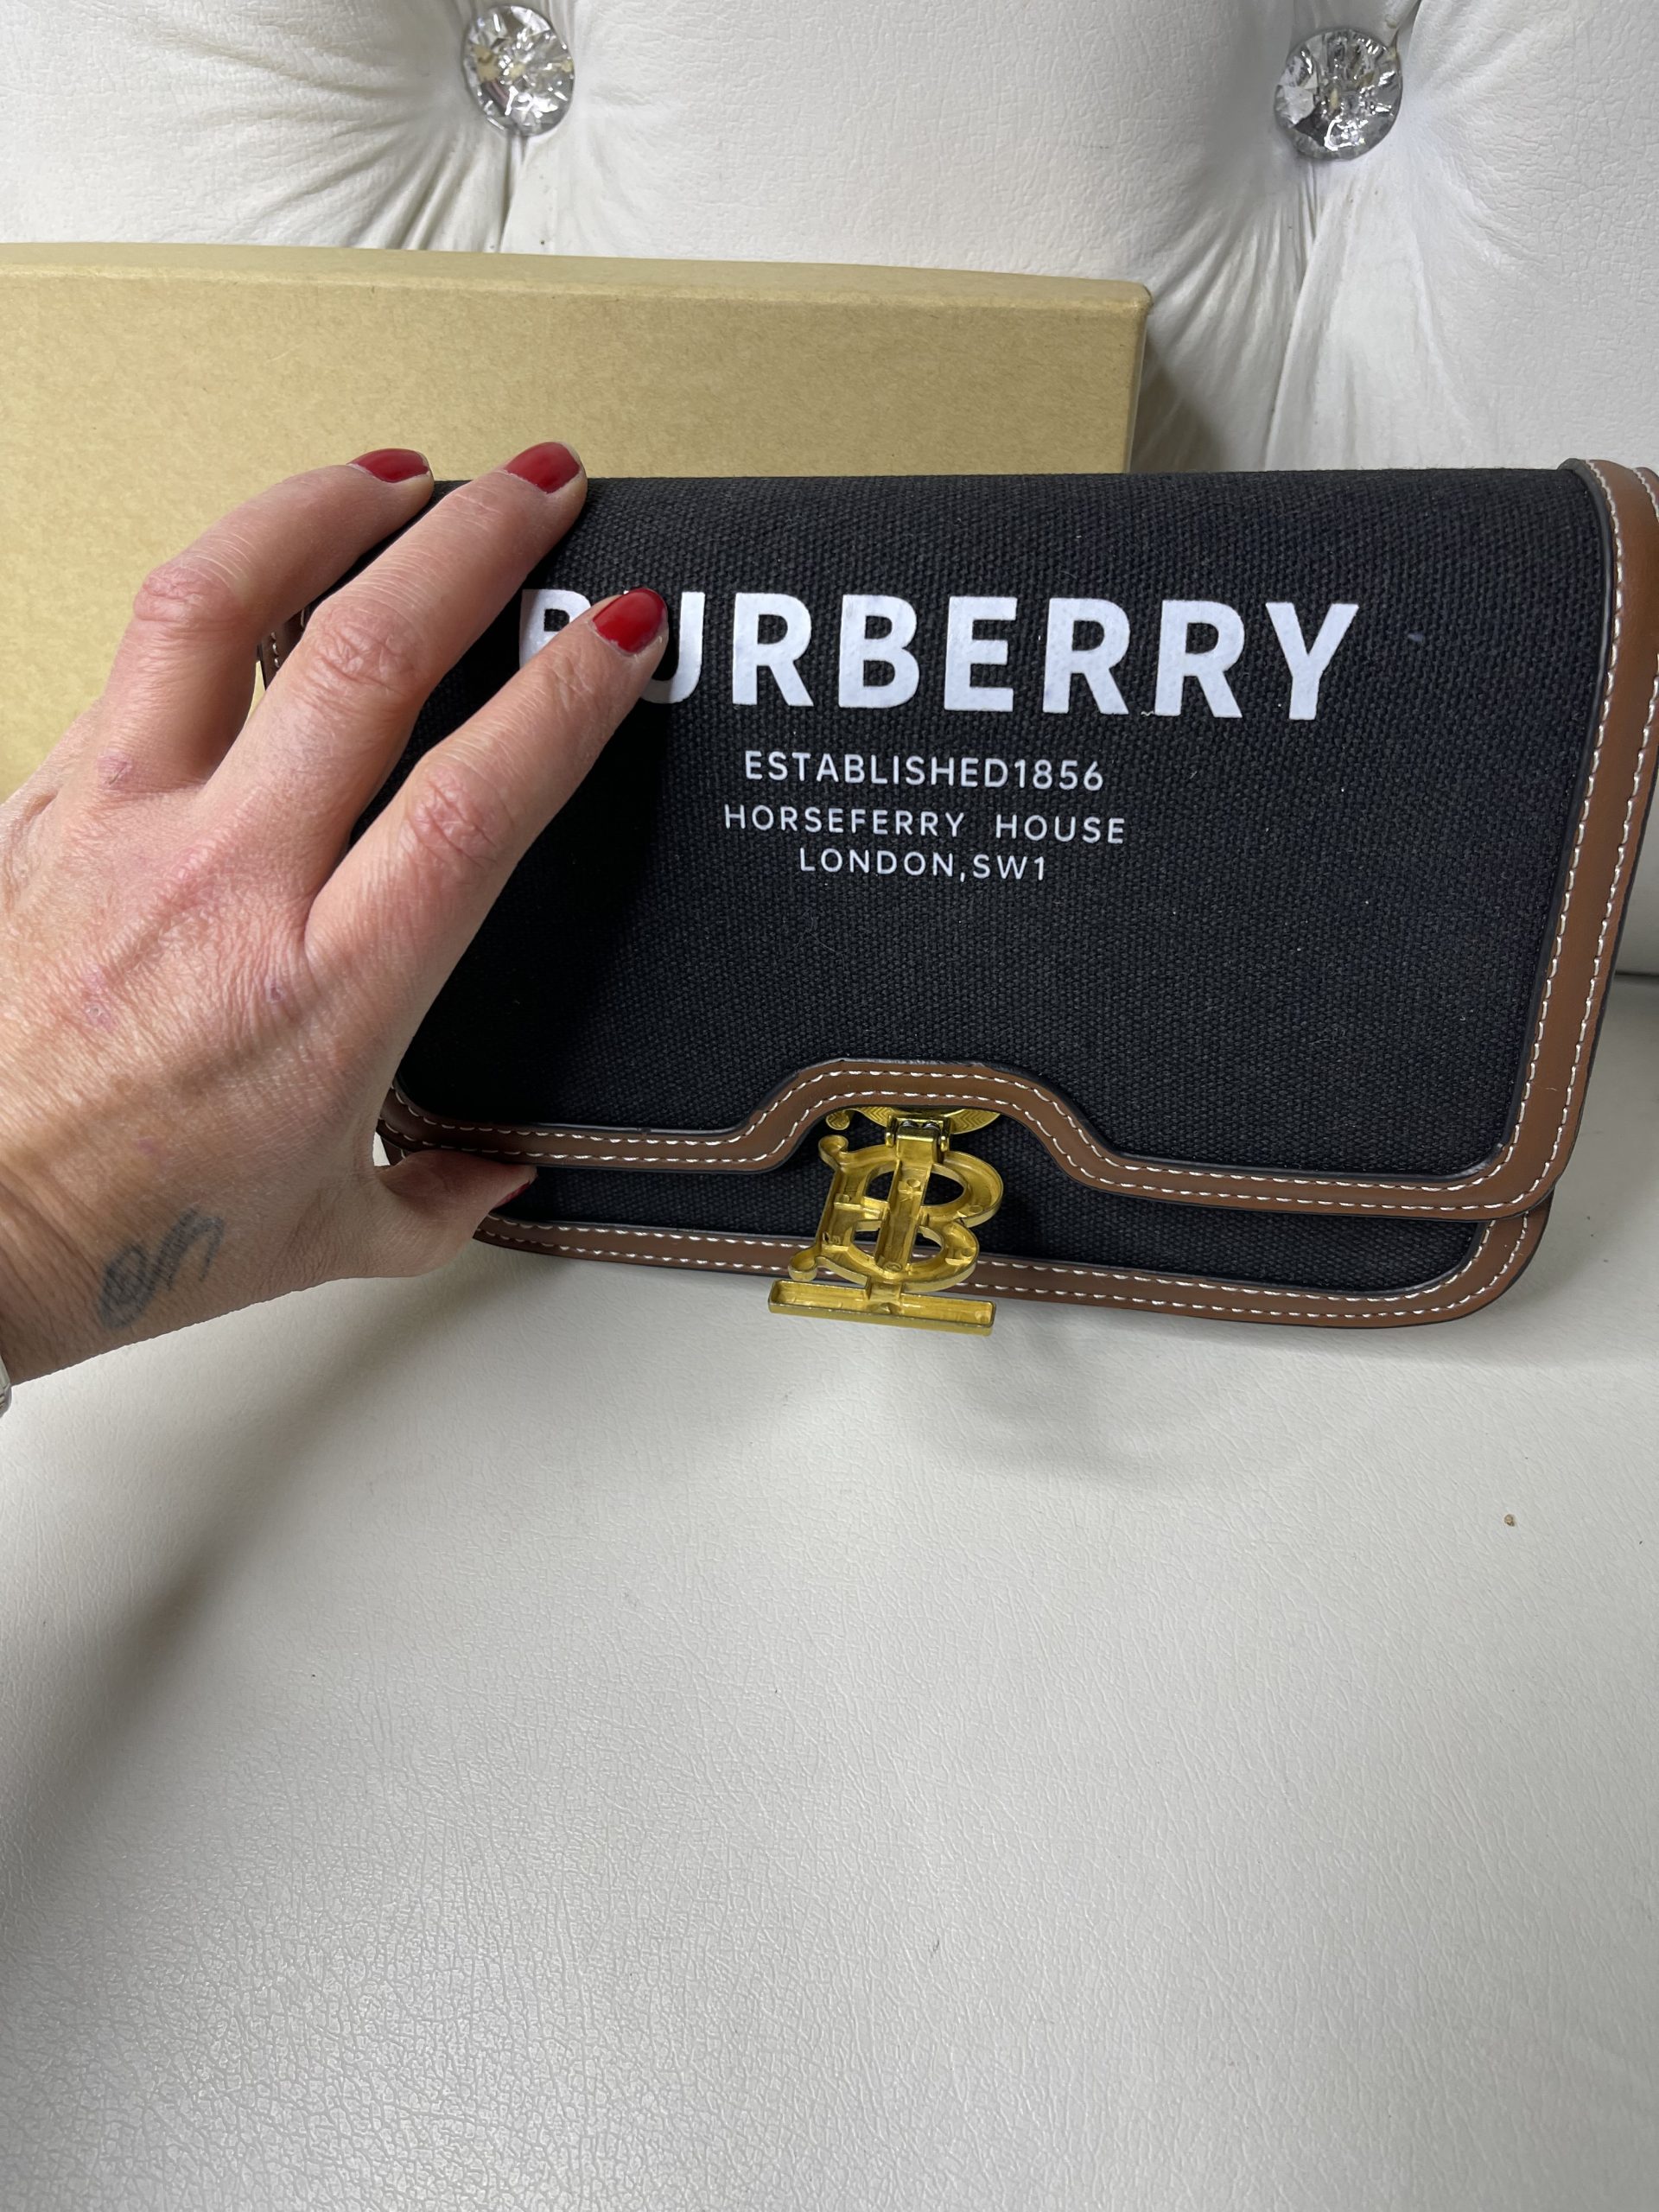 BURBERRY
ESTABLISHED1856
HORSEFERRY HOUSE
LONDON,SW1